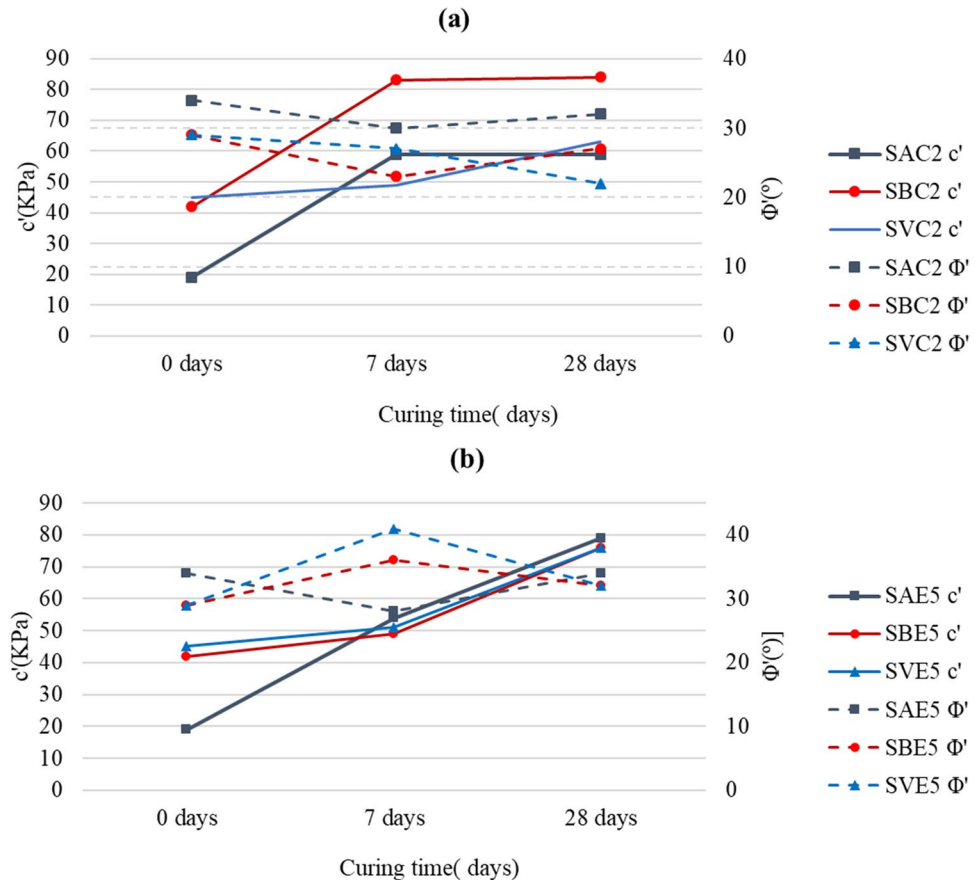 (a)
90
80
70
60
50
40
30
20
10
0
c'(KPa)
40
30
20
10
0
Φ'(º)
0 days
7 days
28 days
Curing time( days)
SAC2 c'
SBC2 c'
SVC2 c'
SAC2 Φ'
SBC2 Φ'
SVC2 Φ'
(b)
90
80
70
60
50
40
30
20
10
0
c'(KPa)
40
30
20
10
0
Φ'(º)]
0 days
7 days
28 days
Curing time( days)
SAE5 c'
SBE5 c'
SVE5 c'
SAE5 Φ'
SBE5 Φ'
SVE5 Φ'